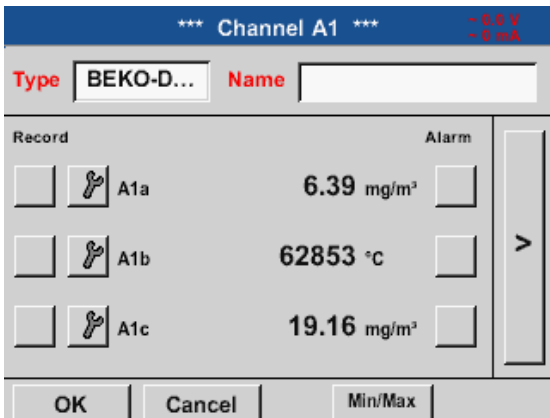 *** Channel A1 ***
~ 0.0 V
~ 0 mA
Type BEKO-D... Name
Record Alarm
A1a 6.39 mg/m³
A1b 62853 °C
>
A1c 19.16 mg/m³
OK Cancel Min/Max